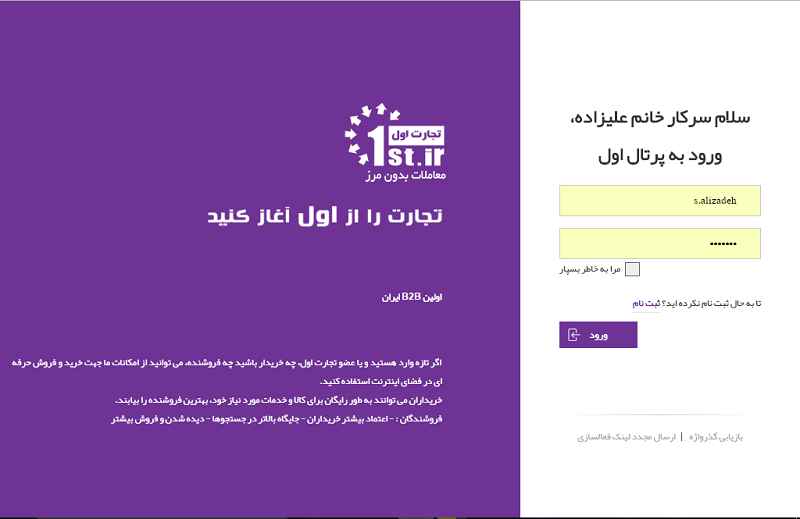 سلام سرکار خانم علیزاده،
ورود به پرتال اول
s.alizadeh
•••••••
مرا به خاطر بسپار
تا به حال ثبت نام نکرده اید؟ ثبت نام
ورود
بازیابی گذرواژه | ارسال مجدد لینک فعالسازی
تجارت اول
1st.ir
معاملات بدون مرز
تجارت را از اول آغاز کنید
اولین B2B ایران
اگر تازه وارد هستید و یا عضو تجارت اول، چه خریدار باشید چه فروشنده، می توانید از امکانات ما جهت خرید و فروش حرفه
ای در فضای اینترنت استفاده کنید.
خریداران می توانند به طور رایگان برای کالا و خدمات مورد نیاز خود، بهترین فروشنده را بیابند.
فروشندگان : - اعتماد بیشتر خریداران - جایگاه بالاتر در جستجوها - دیده شدن و فروش بیشتر